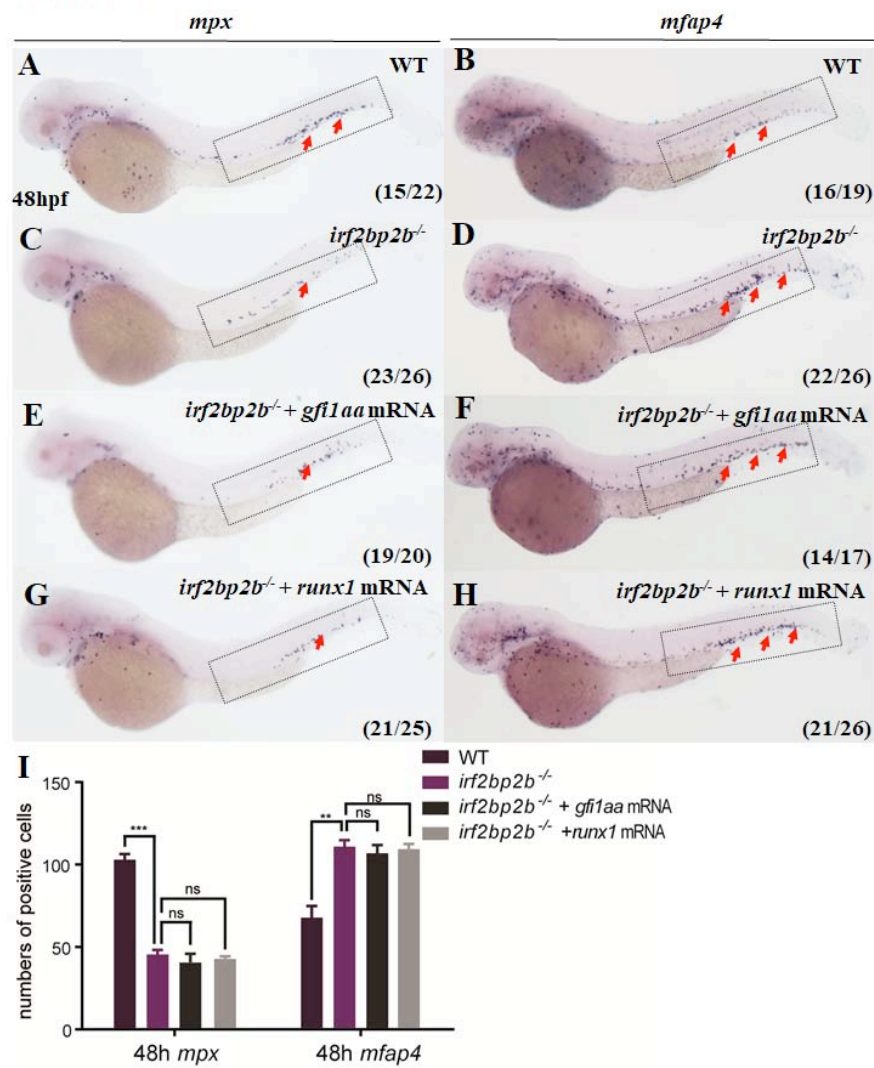 mpx mfap4
A WT B WT
48hpf (15/22) (16/19)
C irf2bp2b-/- D irf2bp2b-/-
(23/26) (22/26)
E irf2bp2b-/- + gfi1aa mRNA F irf2bp2b-/- + gfi1aa mRNA
(19/20) (14/17)
G irf2bp2b-/- + runx1 mRNA H irf2bp2b-/- + runx1 mRNA
(21/25) (21/26)
I
WT
irf2bp2b -/-
irf2bp2b -/- + gfi1aa mRNA
irf2bp2b -/- +runx1 mRNA
numbers of positive cells
150
100
50
0
***
ns
ns
**
ns
ns
48h mpx 48h mfap4